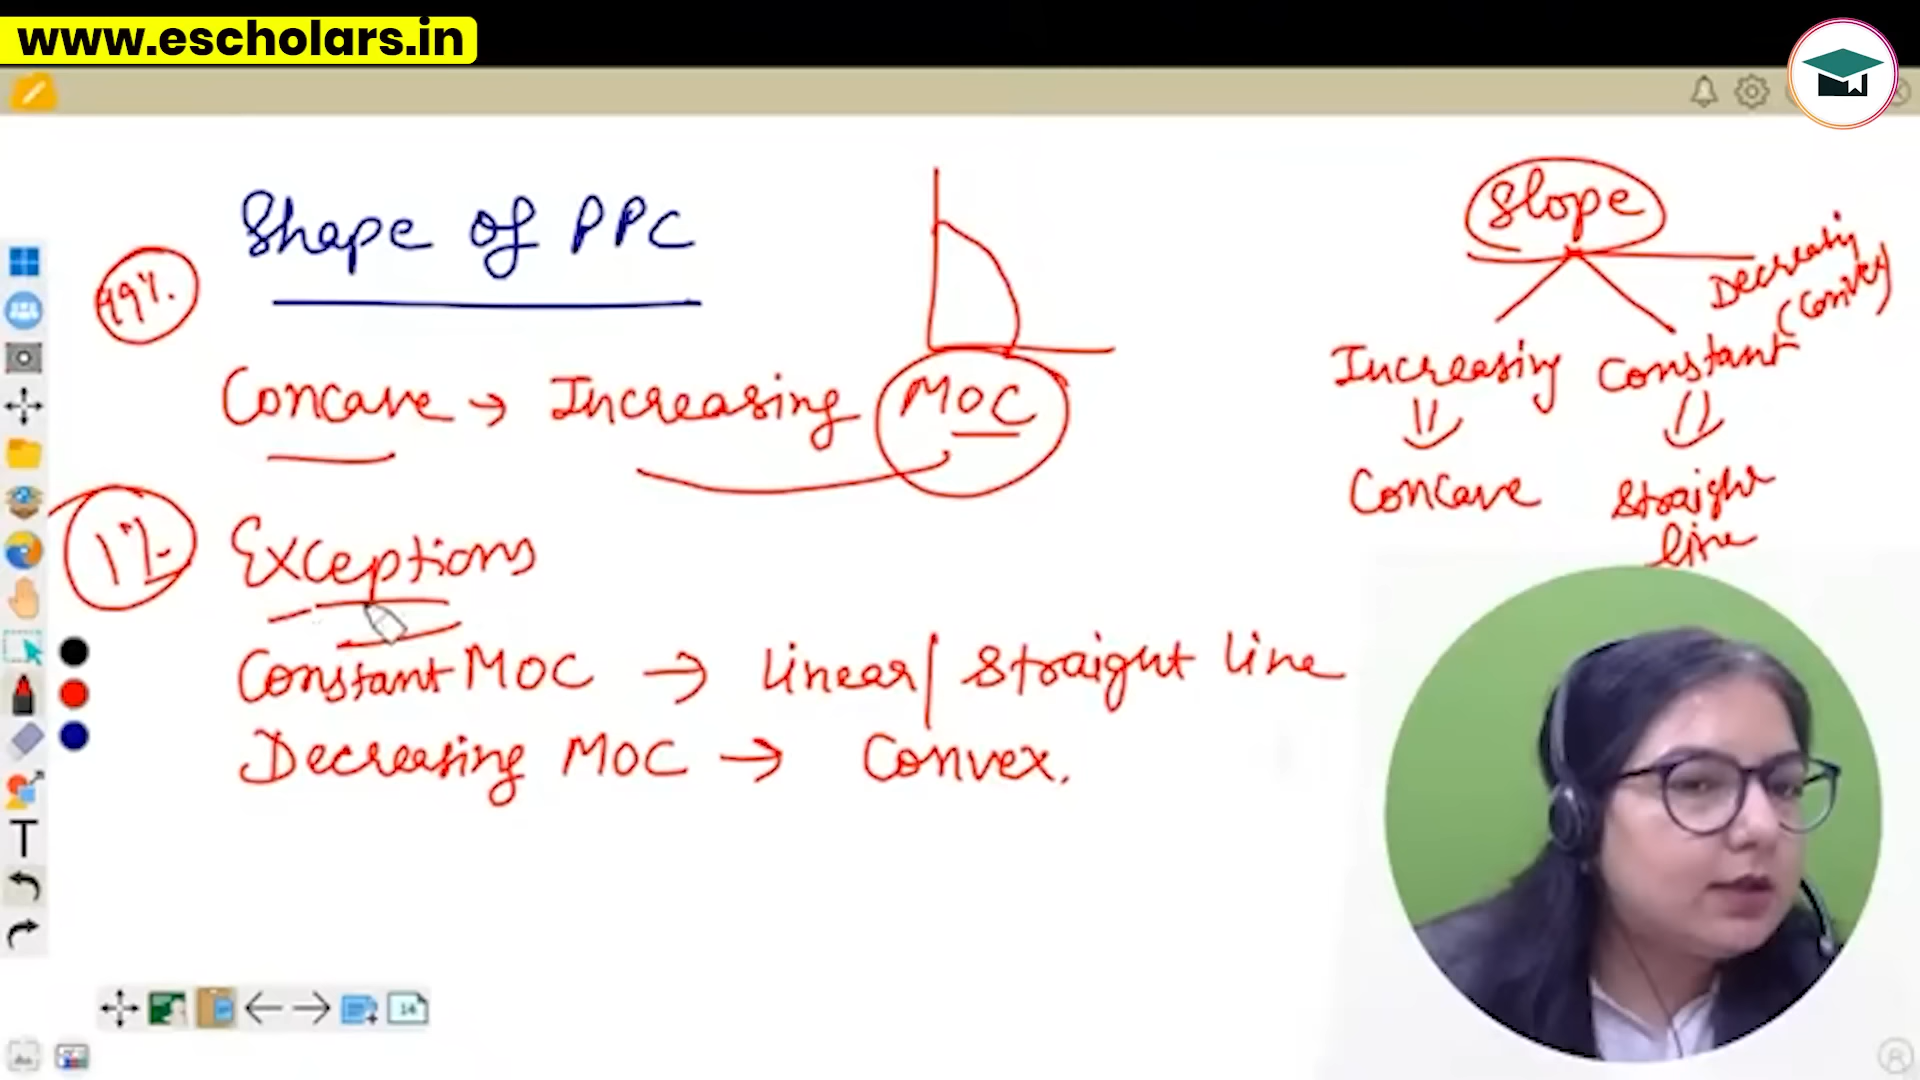 www.escholars.in
Shape of PPC
99%.
Concave → Increasing MOC
1%. Exceptions
Constant MOC → Linear/Straight line
Decreasing MOC → Convex.
Slope
Increasing Constant Decreasing
(Convex)
Concave Straight
line
14